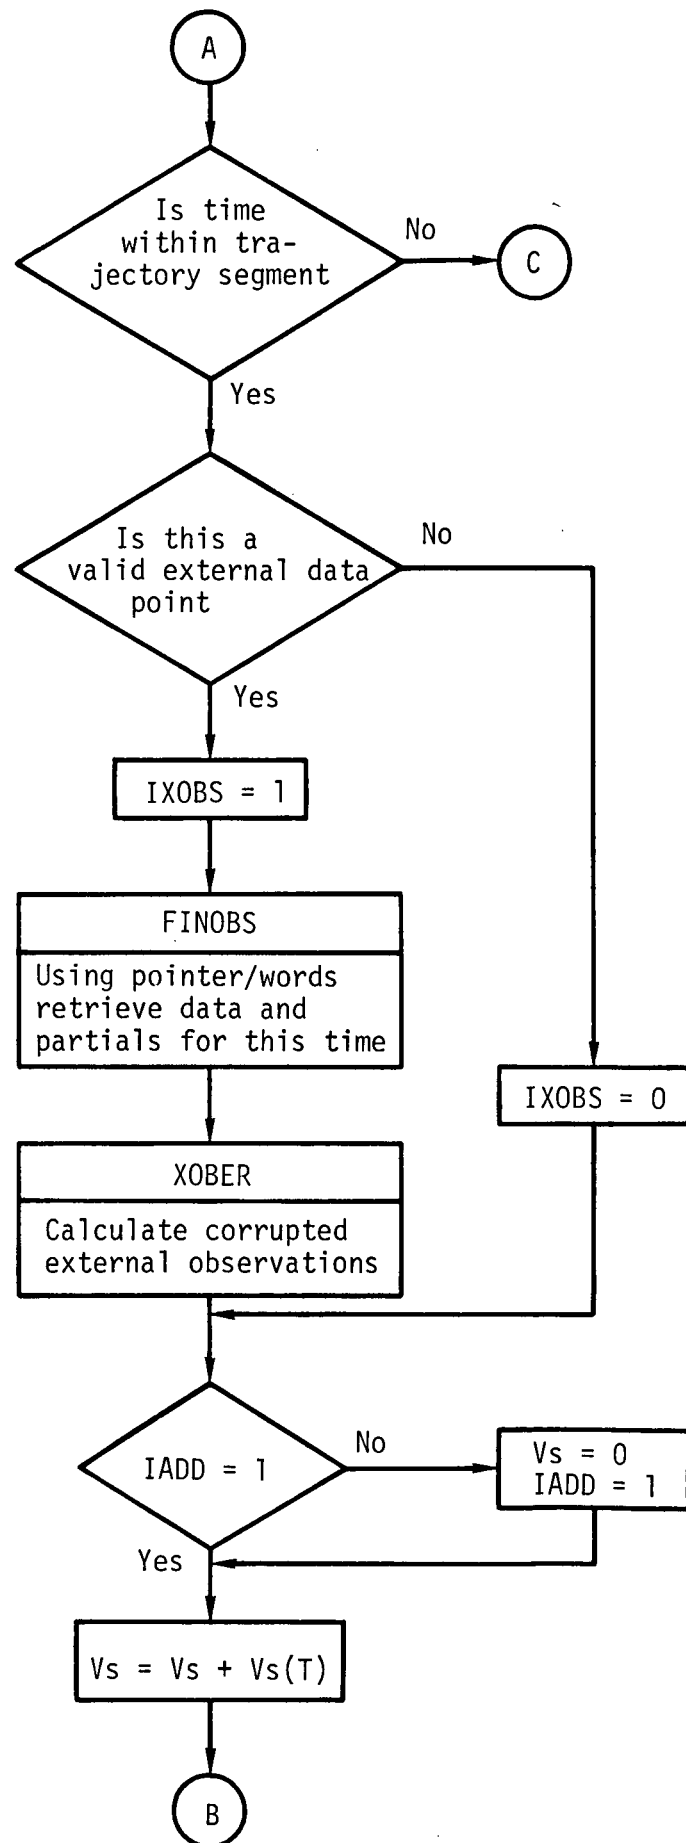 A
Is time
within tra-
jectory segment
No
C
Yes
Is this a
valid external data
point
No
Yes
IXOBS = 1
FINOBS
Using pointer/words
retrieve data and
partials for this time
IXOBS = 0
XOBER
Calculate corrupted
external observations
IADD = 1
No
Vs = 0
IADD = 1
Yes
Vs = Vs + Vs(T)
B